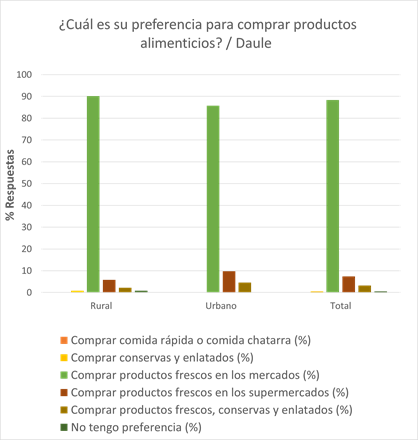 ¿Cuál es su preferencia para comprar productos
alimenticios? / Daule
100
90
80
70
60
50
40
30
20
10
0
% Respuestas
Rural
Urbano
Total
Comprar comida rápida o comida chatarra (%)
Comprar conservas y enlatados (%)
Comprar productos frescos en los mercados (%)
Comprar productos frescos en los supermercados (%)
Comprar productos frescos, conservas y enlatados (%)
No tengo preferencia (%)